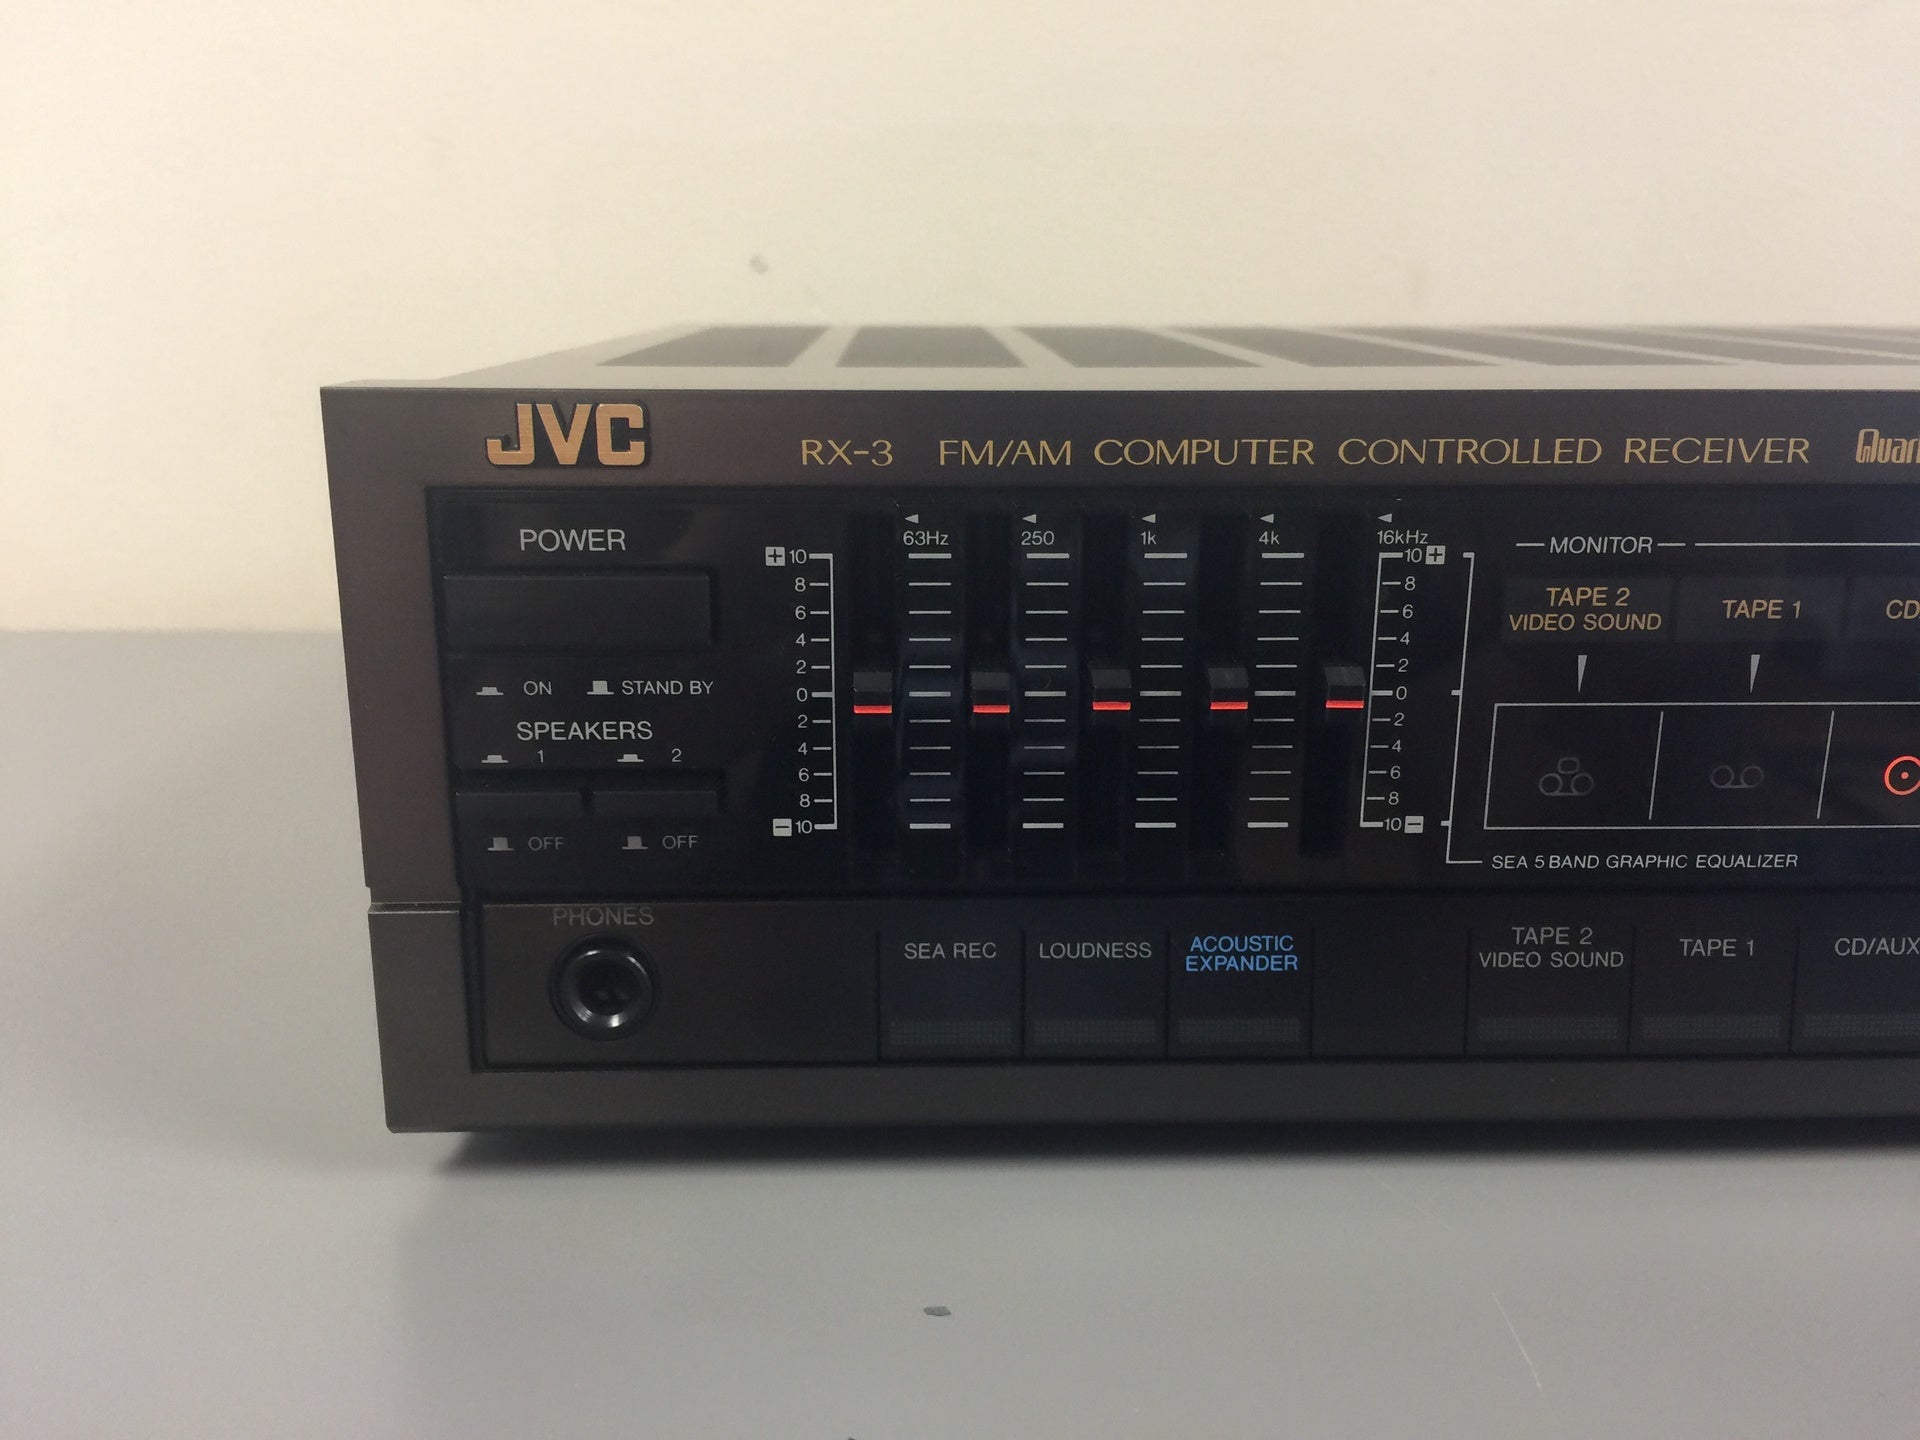 JVC RX-3 FM/AM COMPUTER CONTROLLED RECEIVER
POWER
ON STAND BY
SPEAKERS
1 2
OFF OFF
63Hz 250 1k 4k 16kHz
+ 10 10 +
8 8
6 6
4 4
2 2
0 0
2 2
4 4
6 6
8 8
- 10 10 -
SEA 5 BAND GRAPHIC EQUALIZER
MONITOR
TAPE 2
VIDEO SOUND
TAPE 1
CD
PHONES
SEA REC
LOUDNESS
ACOUSTIC
EXPANDER
TAPE 2
VIDEO SOUND
TAPE 1
CD/AUX